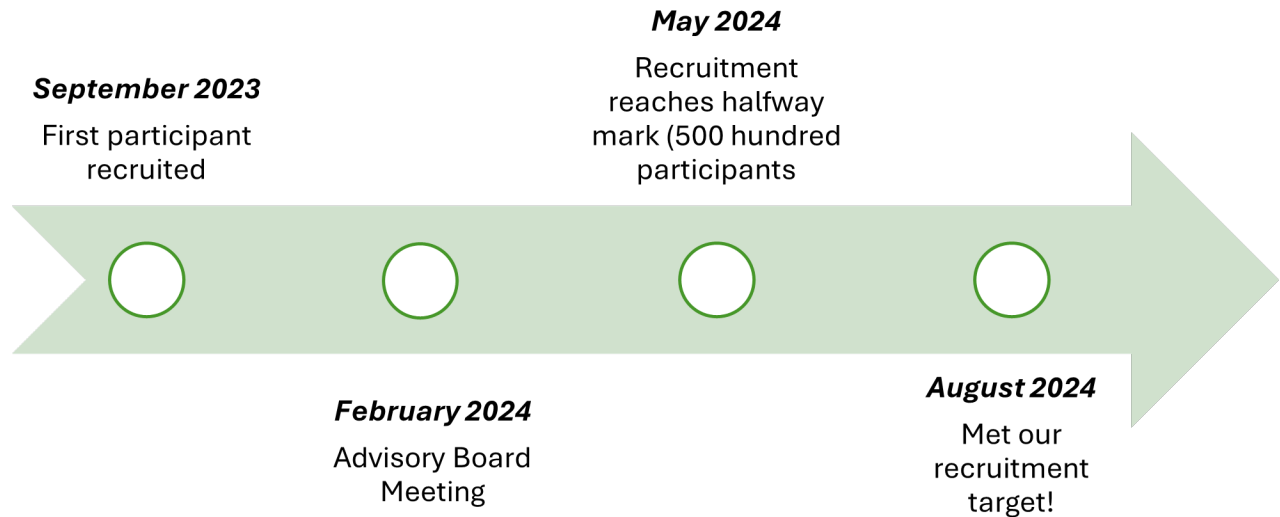 September 2023
First participant
recruited
February 2024
Advisory Board
Meeting
May 2024
Recruitment
reaches halfway
mark (500 hundred
participants
August 2024
Met our
recruitment
target!